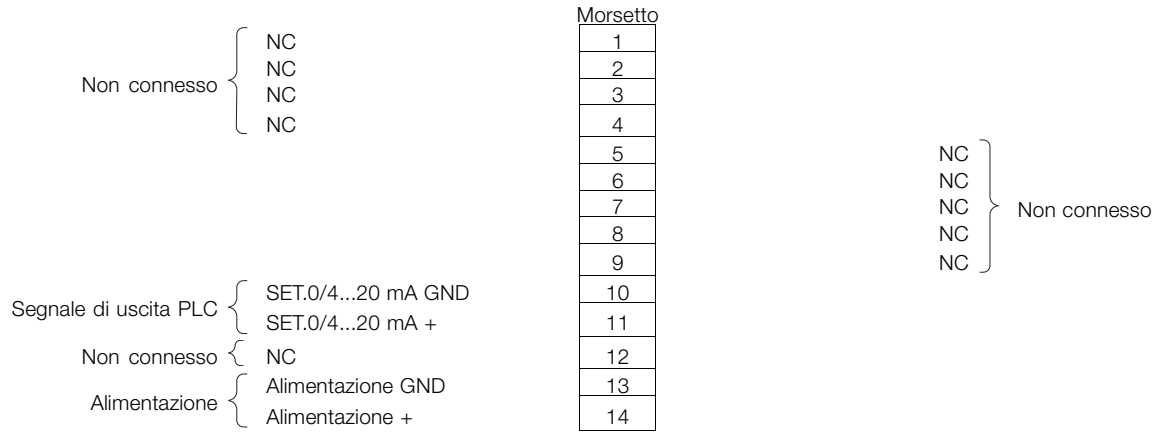 Morsetto
NC 1
NC 2
Non connesso
NC 3
NC 4
5 NC
6 NC
7 NC Non connesso
8 NC
9 NC
SET.0/4...20 mA GND 10
Segnale di uscita PLC
SET.0/4...20 mA + 11
Non connesso NC 12
Alimentazione GND 13
Alimentazione
Alimentazione + 14